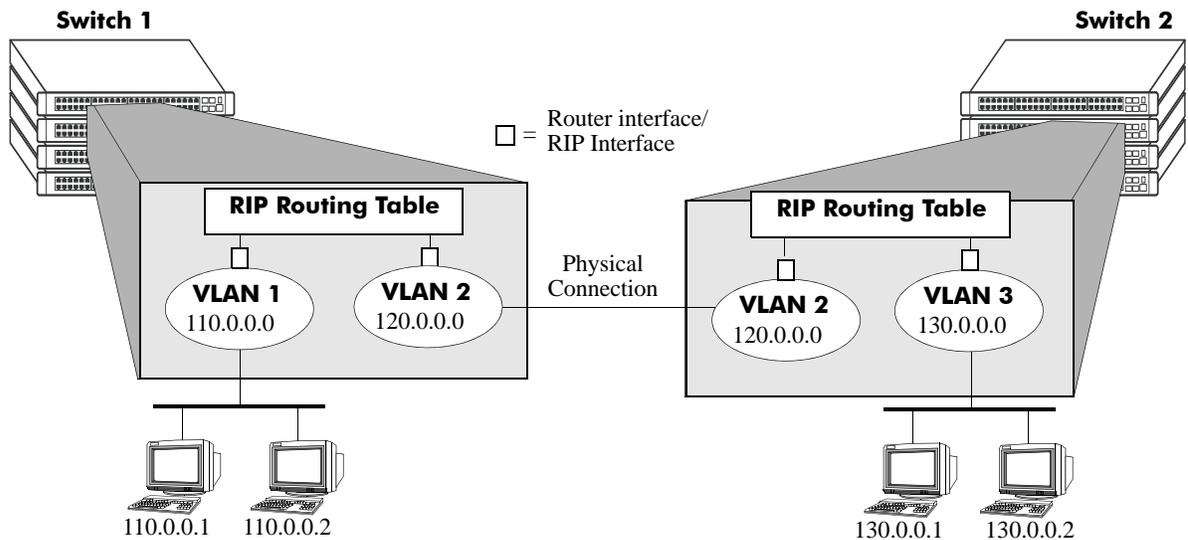 Switch 1
Switch 2
= Router interface/
RIP Interface
RIP Routing Table
RIP Routing Table
VLAN 1
110.0.0.0
VLAN 2
120.0.0.0
Physical
Connection
VLAN 2
120.0.0.0
VLAN 3
130.0.0.0
110.0.0.1
110.0.0.2
130.0.0.1
130.0.0.2